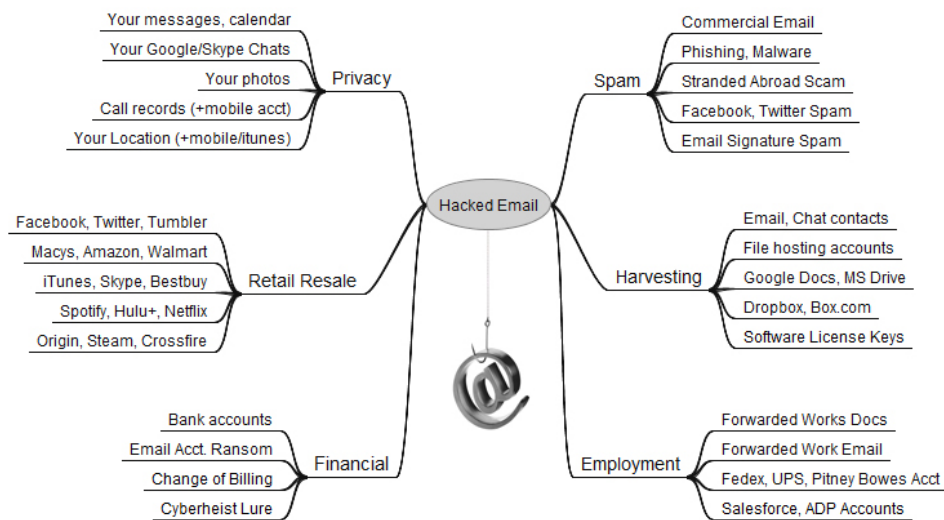 Your messages, calendar
Your Google/Skype Chats
Your photos
Call records (+mobile acct)
Your Location (+mobile/itunes)
Privacy
Facebook, Twitter, Tumbler
Macys, Amazon, Walmart
iTunes, Skype, Bestbuy
Spotify, Hulu+, Netflix
Origin, Steam, Crossfire
Retail Resale
Bank accounts
Email Acct. Ransom
Change of Billing
Cyberheist Lure
Financial
Hacked Email
@
Spam
Commercial Email
Phishing, Malware
Stranded Abroad Scam
Facebook, Twitter Spam
Email Signature Spam
Harvesting
Email, Chat contacts
File hosting accounts
Google Docs, MS Drive
Dropbox, Box.com
Software License Keys
Employment
Forwarded Works Docs
Forwarded Work Email
Fedex, UPS, Pitney Bowes Acct
Salesforce, ADP Accounts